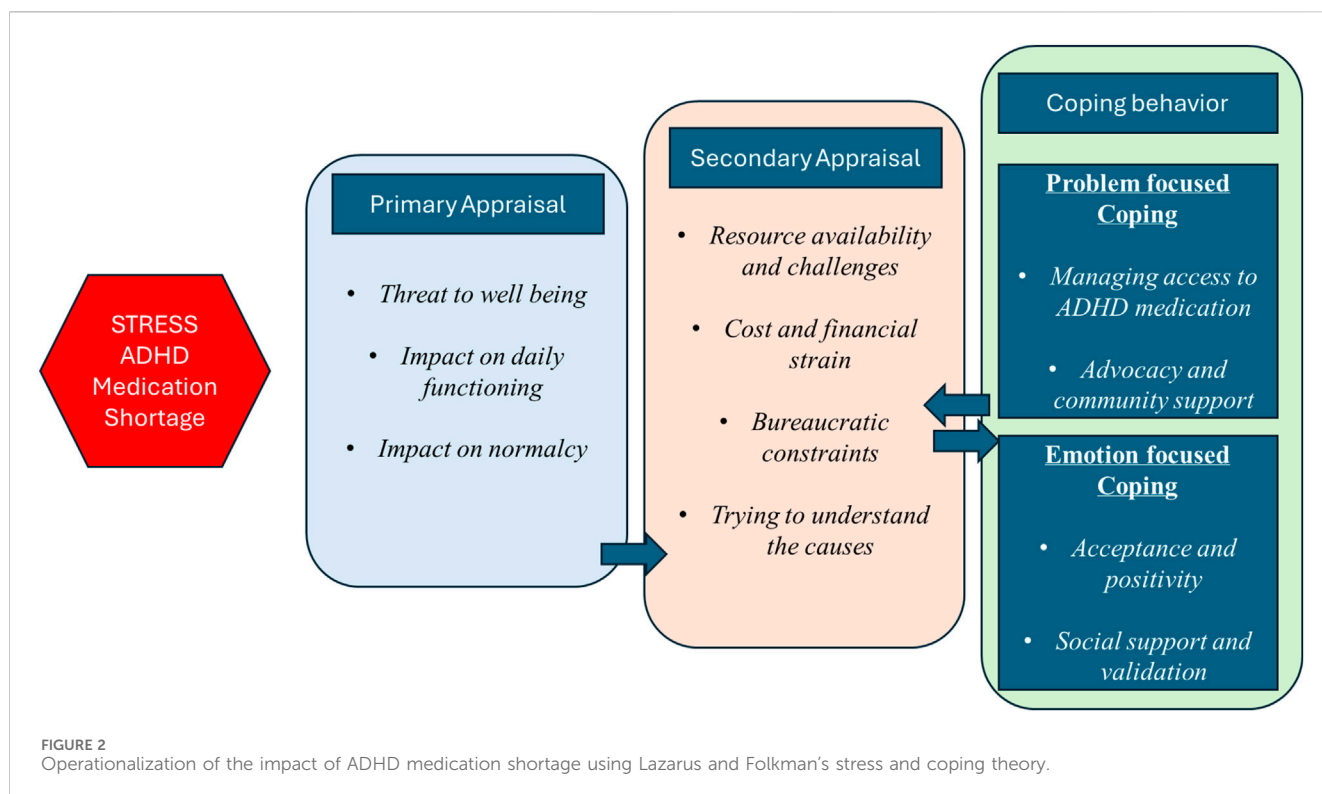 STRESS
ADHD
Medication
Shortage
Primary Appraisal
• Threat to well being
• Impact on daily
functioning
• Impact on normalcy
Secondary Appraisal
• Resource availability
and challenges
• Cost and financial
strain
• Bureaucratic
constraints
• Trying to understand
the causes
Coping behavior
Problem focused
Coping
• Managing access to
ADHD medication
• Advocacy and
community support
Emotion focused
Coping
• Acceptance and
positivity
• Social support and
validation
FIGURE 2
Operationalization of the impact of ADHD medication shortage using Lazarus and Folkman’s stress and coping theory.